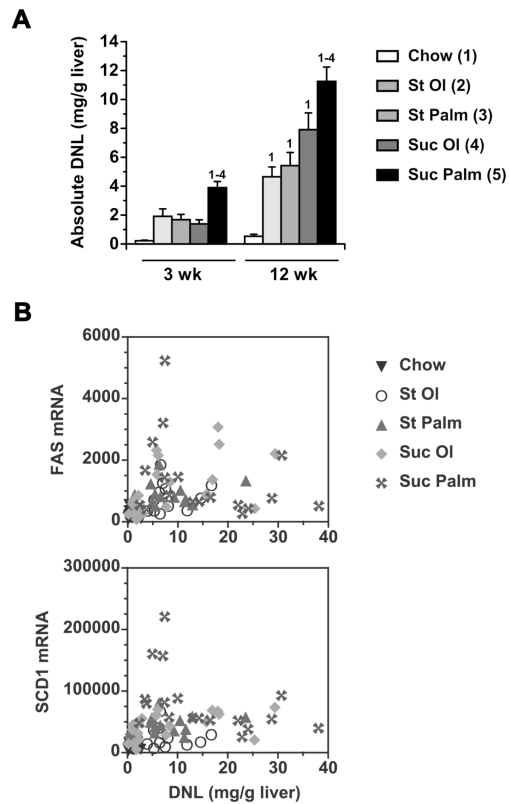 A
Absolute DNL (mg/g liver)
14
12
10
8
6
4
2
0
1-4
1
1
1
1-4
3 wk
12 wk
Chow (1)
St Ol (2)
St Palm (3)
Suc Ol (4)
Suc Palm (5)
B
FAS mRNA
6000
4000
2000
0
0
10
20
30
40
Chow
St Ol
St Palm
Suc Ol
Suc Palm
SCD1 mRNA
300000
200000
100000
0
0
10
20
30
40
DNL (mg/g liver)